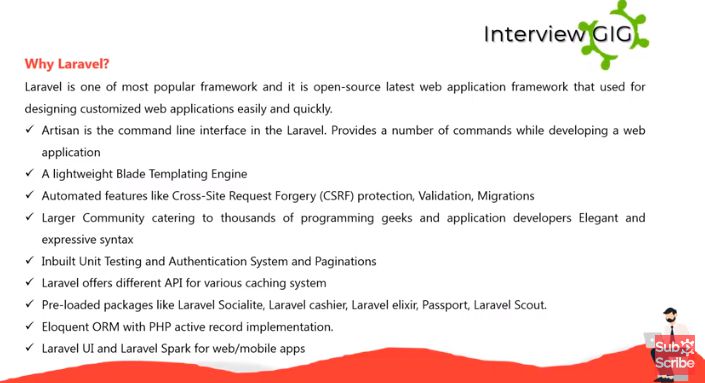 Interview GIG
Why Laravel?
Laravel is one of most popular framework and it is open-source latest web application framework that used for
designing customized web applications easily and quickly.
✓ Artisan is the command line interface in the Laravel. Provides a number of commands while developing a web
application
✓ A lightweight Blade Templating Engine
✓ Automated features like Cross-Site Request Forgery (CSRF) protection, Validation, Migrations
✓ Larger Community catering to thousands of programming geeks and application developers Elegant and
expressive syntax
✓ Inbuilt Unit Testing and Authentication System and Paginations
✓ Laravel offers different API for various caching system
✓ Pre-loaded packages like Laravel Socialite, Laravel cashier, Laravel elixir, Passport, Laravel Scout.
✓ Eloquent ORM with PHP active record implementation.
✓ Laravel UI and Laravel Spark for web/mobile apps
Sub
Scribe